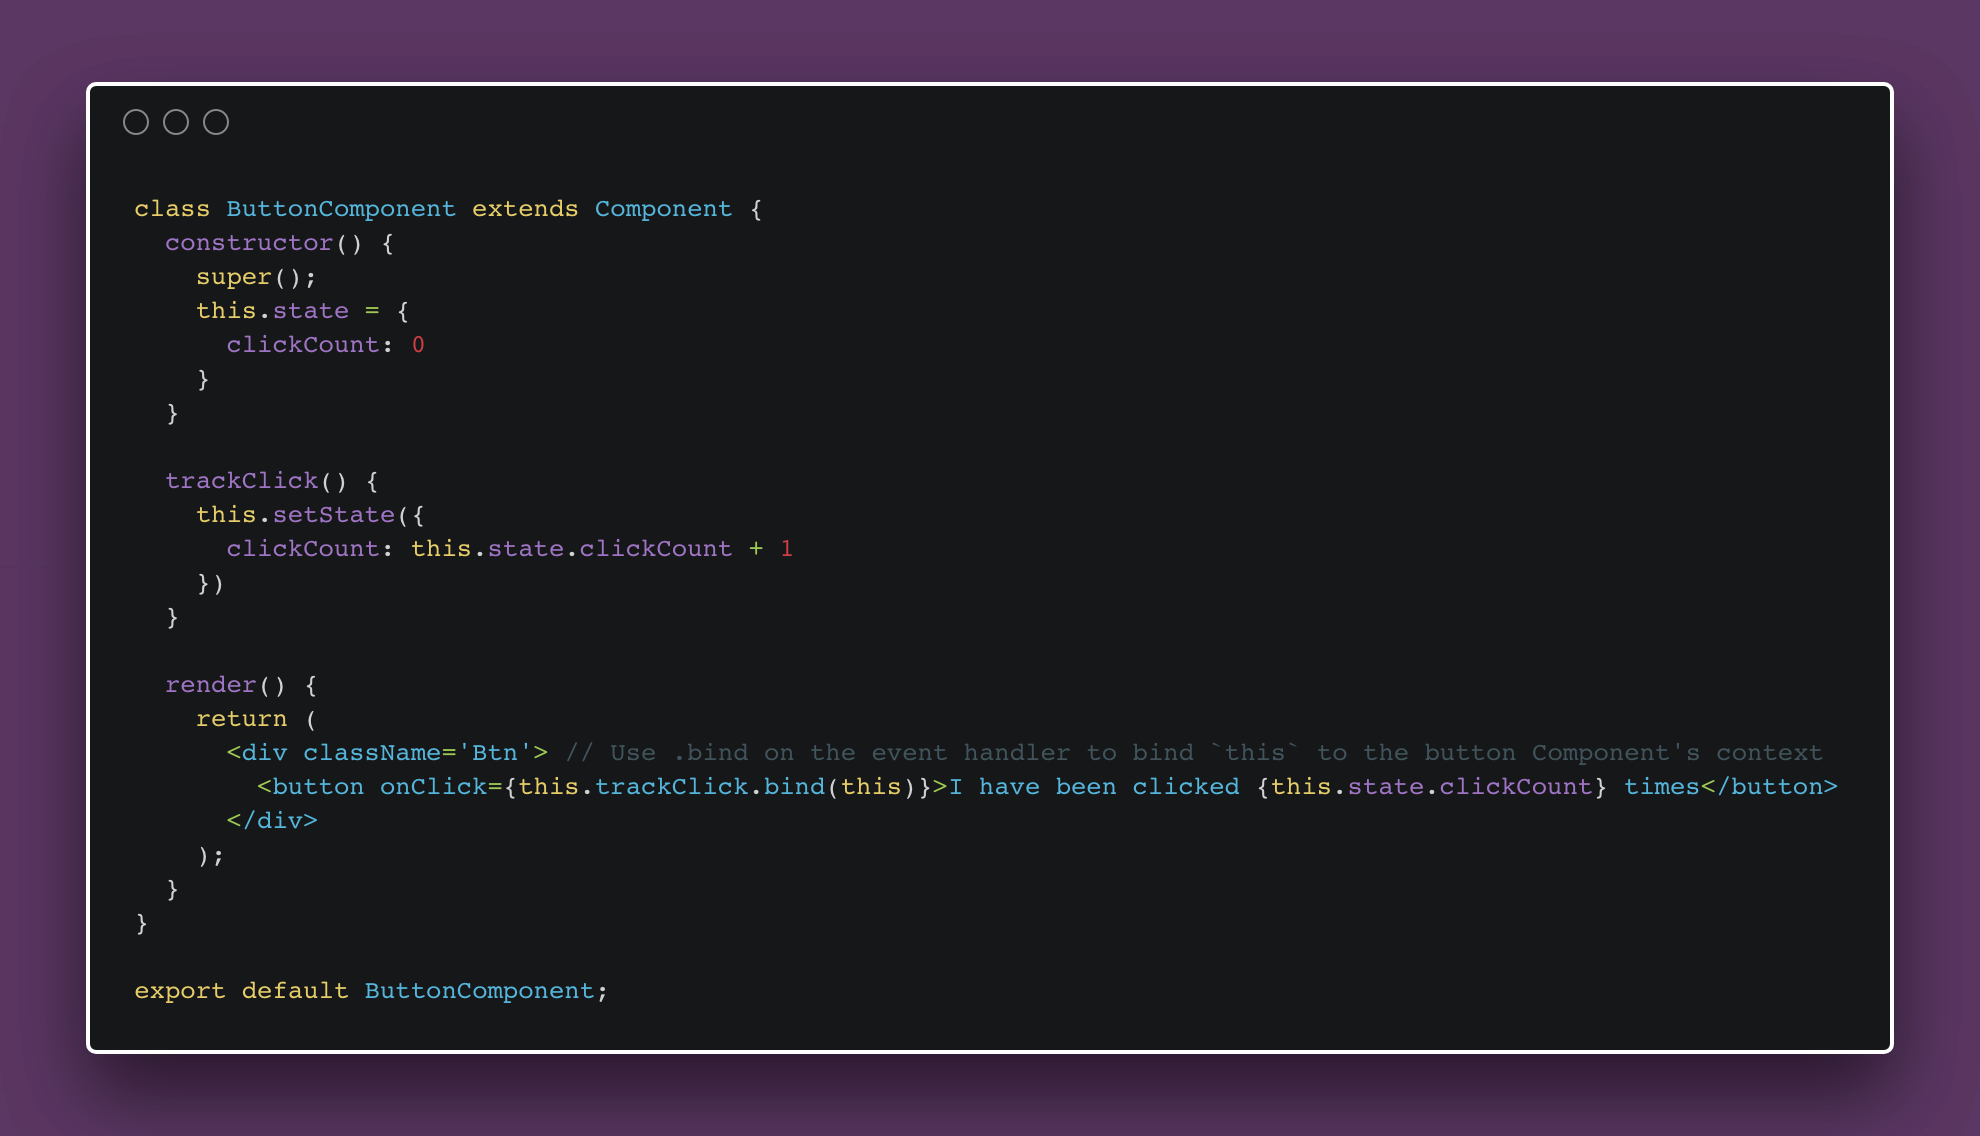 class ButtonComponent extends Component {
  constructor() {
    super();
    this.state = {
      clickCount: 0
    }
  }

  trackClick() {
    this.setState({
      clickCount: this.state.clickCount + 1
    })
  }

  render() {
    return (
      <div className='Btn'> // Use .bind on the event handler to bind `this` to the button Component's context
        <button onClick={this.trackClick.bind(this)}>I have been clicked {this.state.clickCount} times</button>
      </div>
    );
  }
}

export default ButtonComponent;